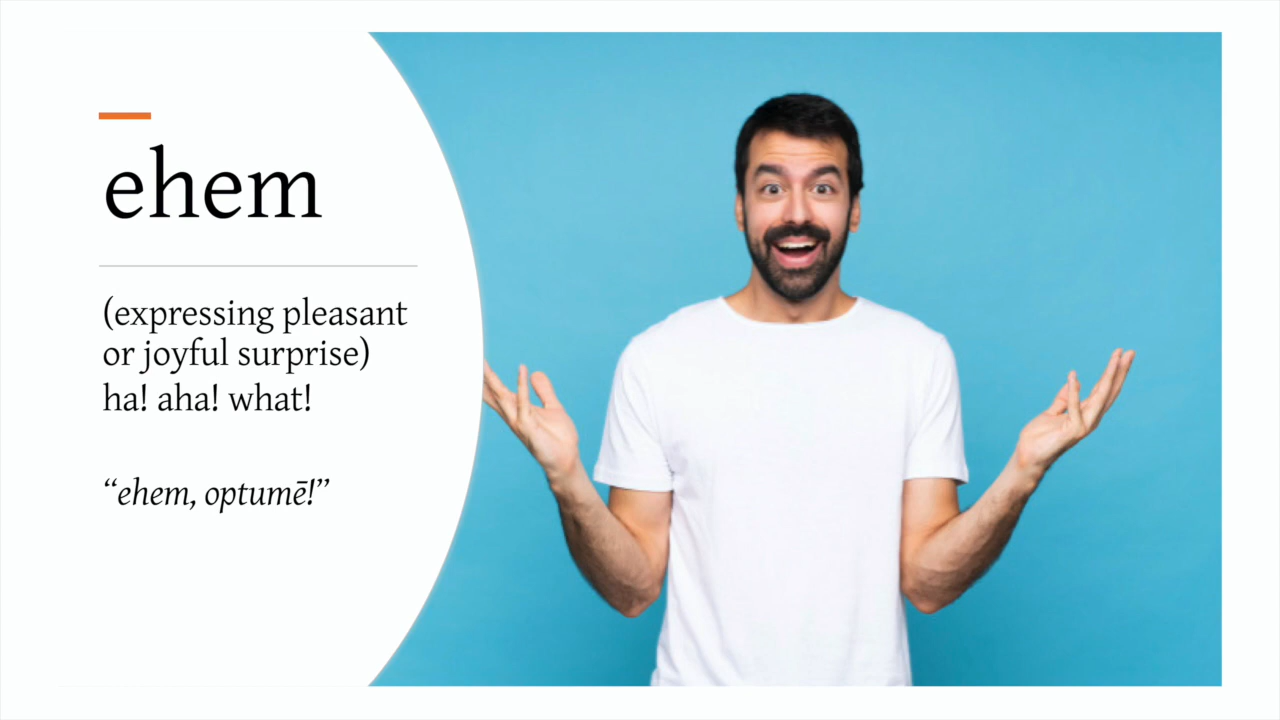 ehem
(expressing pleasant
or joyful surprise)
ha! aha! what!
“ehem, optumē!”